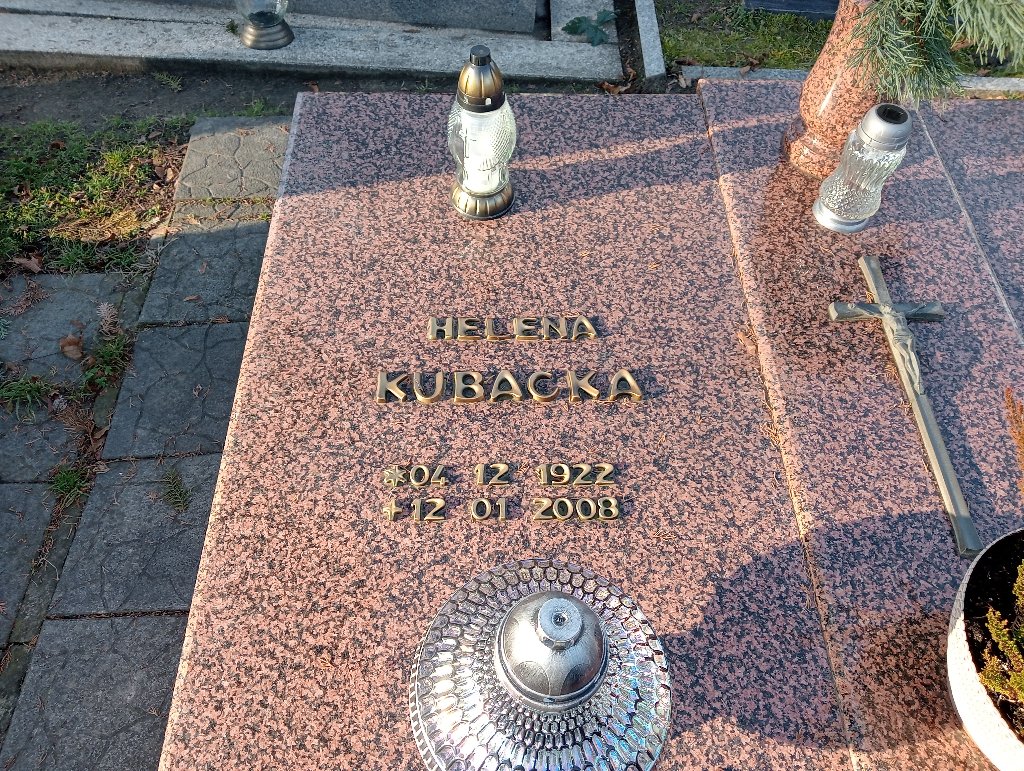 HELENA
KUBACKA
*04 12 1922
+12 01 2008